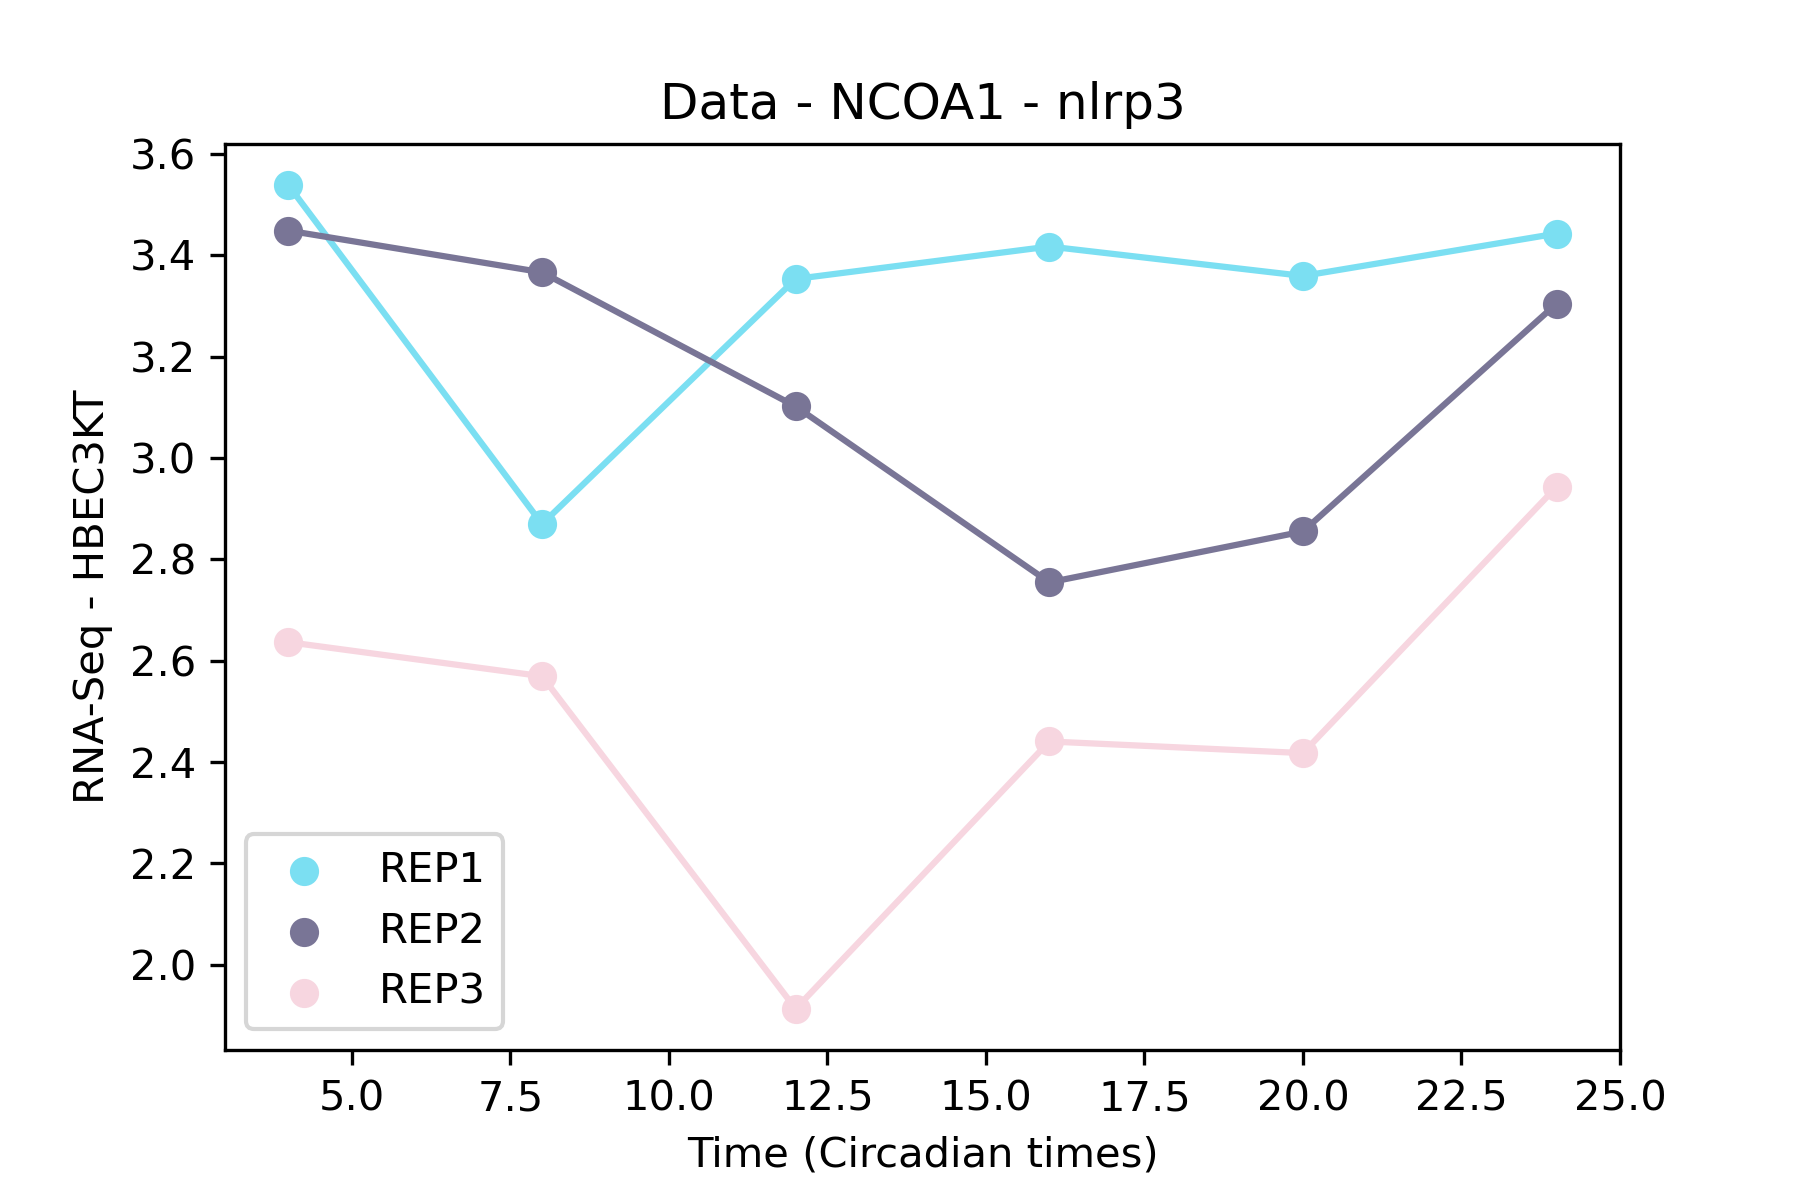 Data - NCOA1 - nlrp3
RNA-Seq - HBEC3KT
3.6
3.4
3.2
3.0
2.8
2.6
2.4
2.2
2.0
REP1
REP2
REP3
5.0 7.5 10.0 12.5 15.0 17.5 20.0 22.5 25.0
Time (Circadian times)